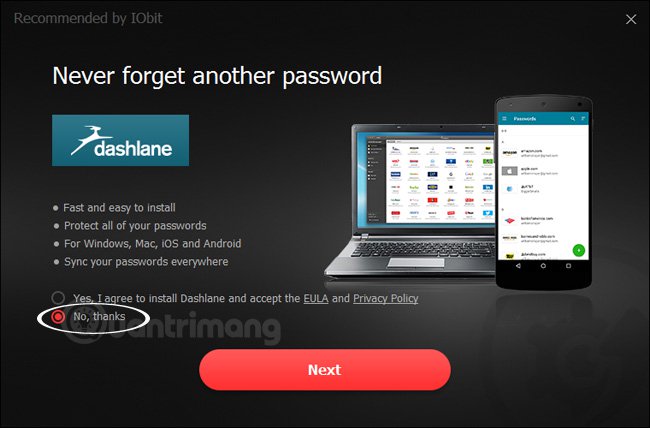 Recommended by IObit
Never forget another password
dashlane
Fast and easy to install
Protect all of your passwords
For Windows, Mac, iOS and Android
Sync your passwords everywhere
Passwords
amazon.com
apple.com
Yes, I agree to install Dashlane and accept the EULA and Privacy Policy
No, thanks
uantrimang
Next